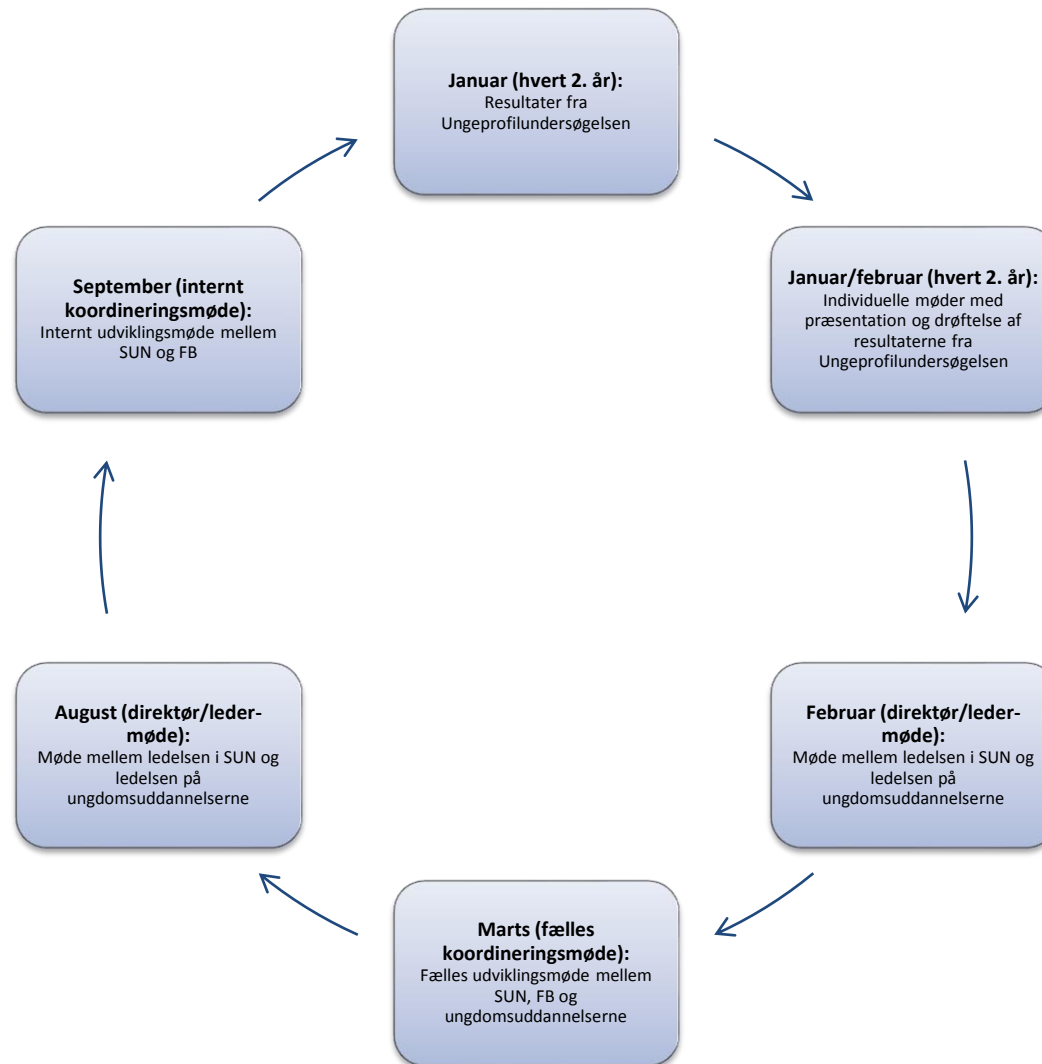 Januar (hvert 2. år):
Resultater fra
Ungeprofilundersøgelsen
Januar/februar (hvert 2. år):
Individuelle møder med
præsentation og drøftelse af
resultaterne fra
Ungeprofilundersøgelsen
Februar (direktør/leder-
møde):
Møde mellem ledelsen i SUN og
ledelsen på
ungdomsuddannelserne
Marts (fælles
koordineringsmøde):
Fælles udviklingsmøde mellem
SUN, FB og
ungdomsuddannelserne
August (direktør/leder-
møde):
Møde mellem ledelsen i SUN og
ledelsen på
ungdomsuddannelserne
September (internt
koordineringsmøde):
Internt udviklingsmøde mellem
SUN og FB